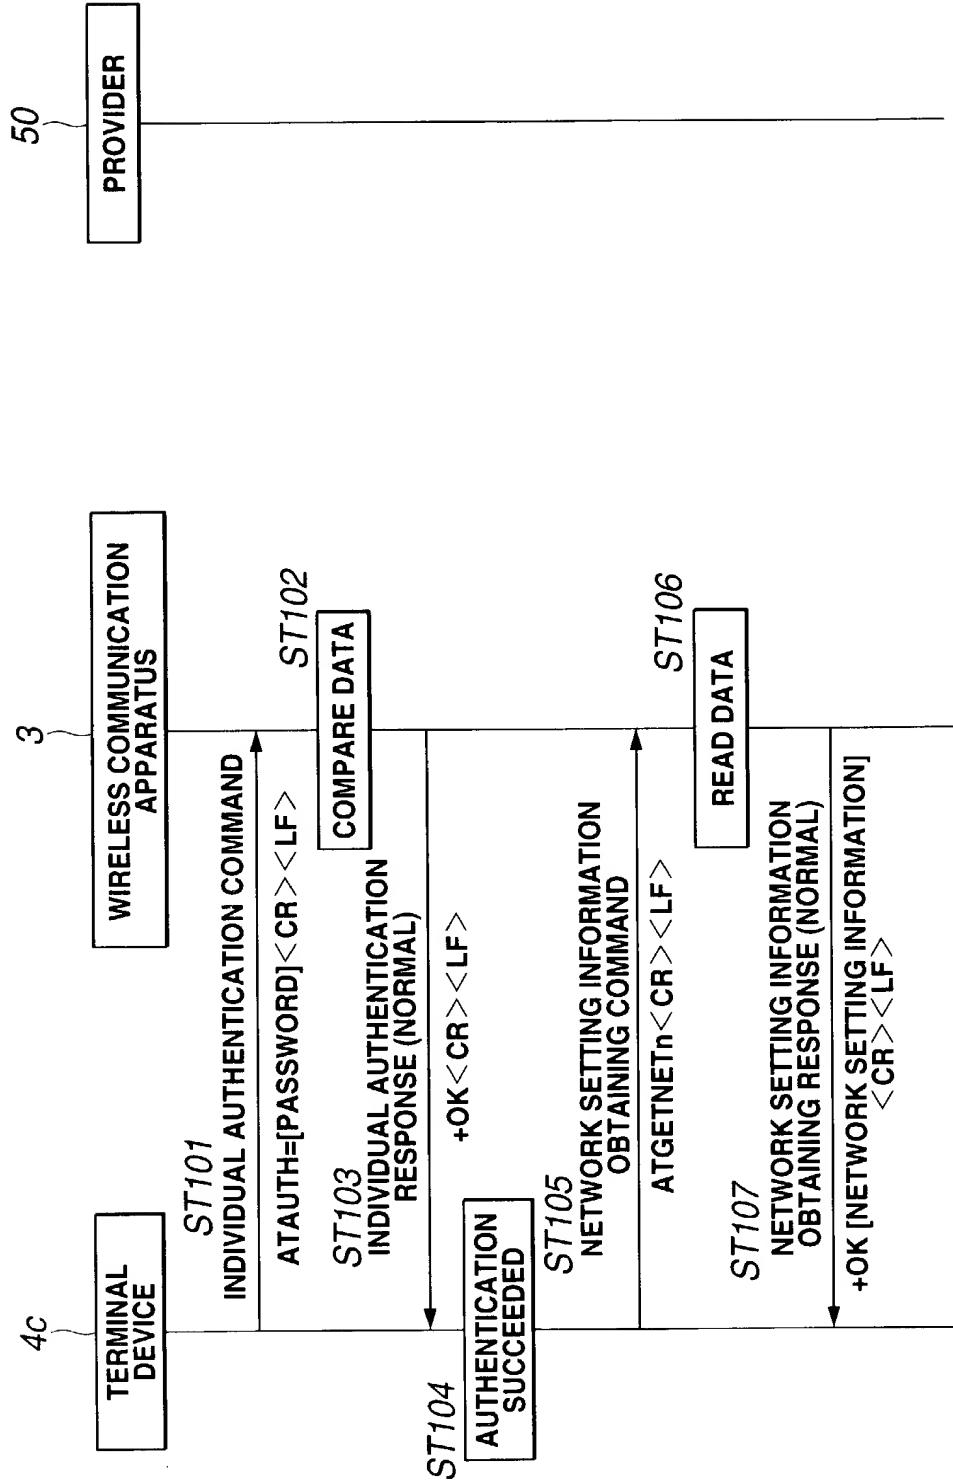 4c
TERMINAL
DEVICE
3
WIRELESS COMMUNICATION
APPARATUS
50
PROVIDER
ST101
INDIVIDUAL AUTHENTICATION COMMAND
ATAUTH=[PASSWORD]<CR><LF>
ST102
COMPARE DATA
ST103
INDIVIDUAL AUTHENTICATION
RESPONSE (NORMAL)
+OK<CR><LF>
ST104
AUTHENTICATION
SUCCEEDED
ST105
NETWORK SETTING INFORMATION
OBTAINING COMMAND
ATGETNETn<CR><LF>
ST106
READ DATA
ST107
NETWORK SETTING INFORMATION
OBTAINING RESPONSE (NORMAL)
+OK [NETWORK SETTING INFORMATION]
<CR><LF>